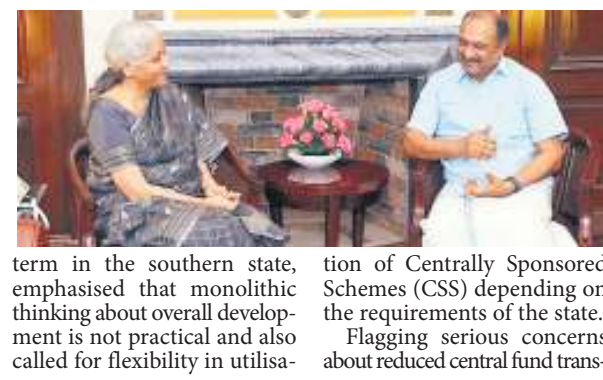 term in the southern state,
emphasised that monolithic
thinking about overall develop-
ment is not practical and also
called for flexibility in utilisa-
tion of Centrally Sponsored
Schemes (CSS) depending on
the requirements of the state.
Flagging serious concerns
about reduced central fund trans-